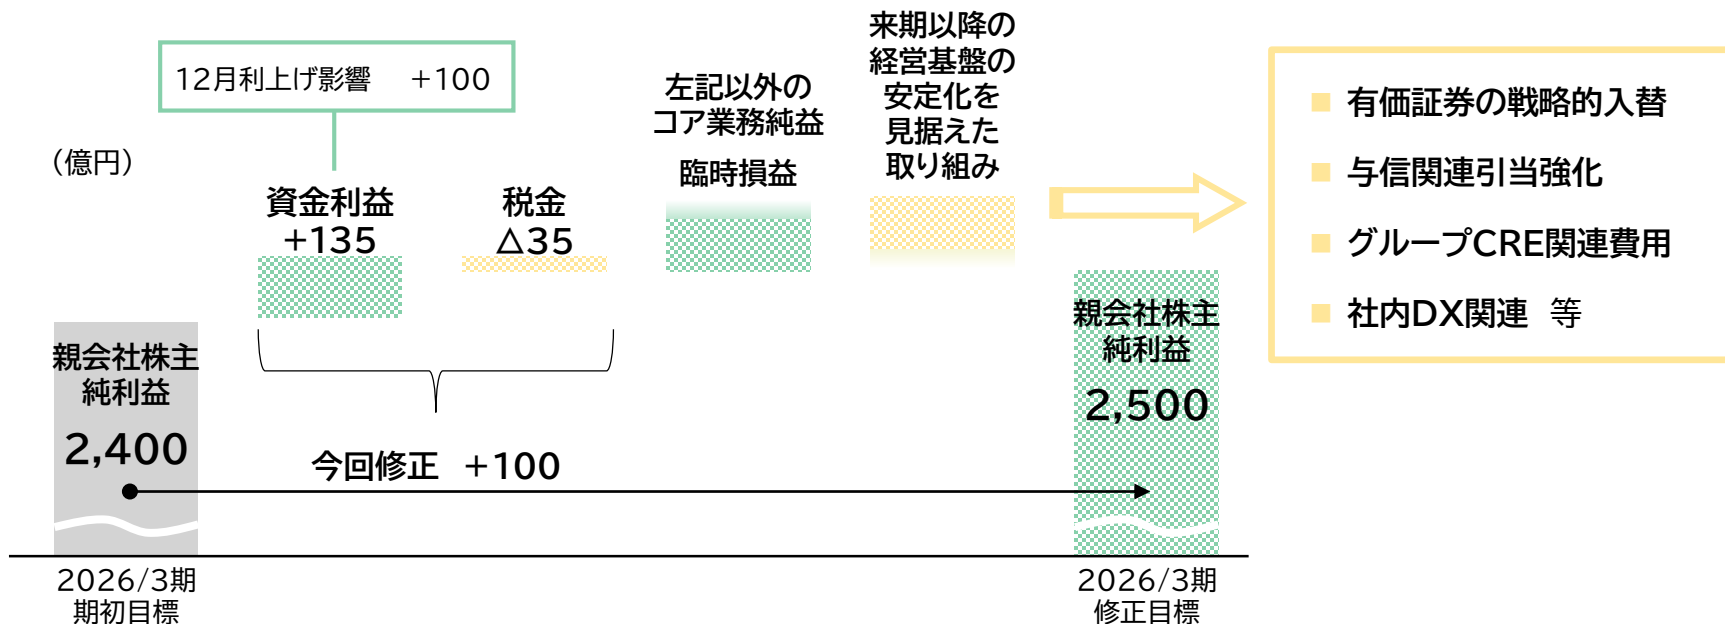 12月利上げ影響 +100
(億円)
資金利益
+135
税金
△35
左記以外の
コア業務純益
臨時損益
来期以降の
経営基盤の
安定化を
見据えた
取り組み
■ 有価証券の戦略的入替
■ 与信関連引当強化
■ グループCRE関連費用
■ 社内DX関連 等
親会社株主
純利益
2,400
今回修正 +100
親会社株主
純利益
2,500
2026/3期
期初目標
2026/3期
修正目標